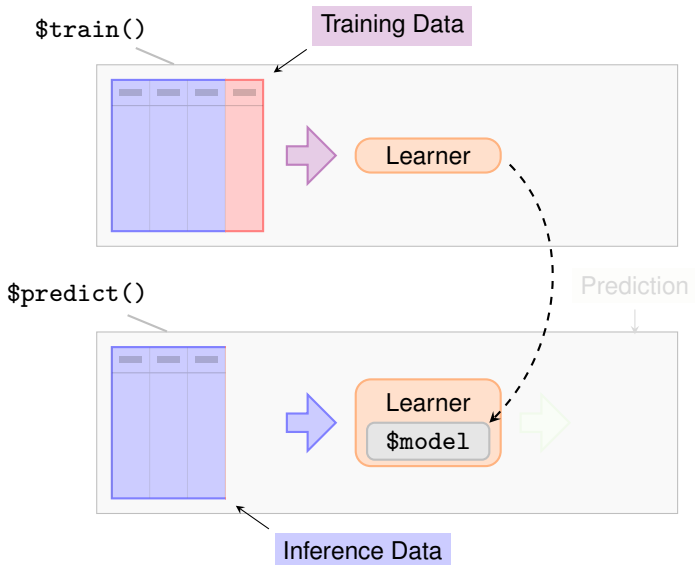 $train()
Training Data
Learner
$predict()
Prediction
Learner
$model
Inference Data